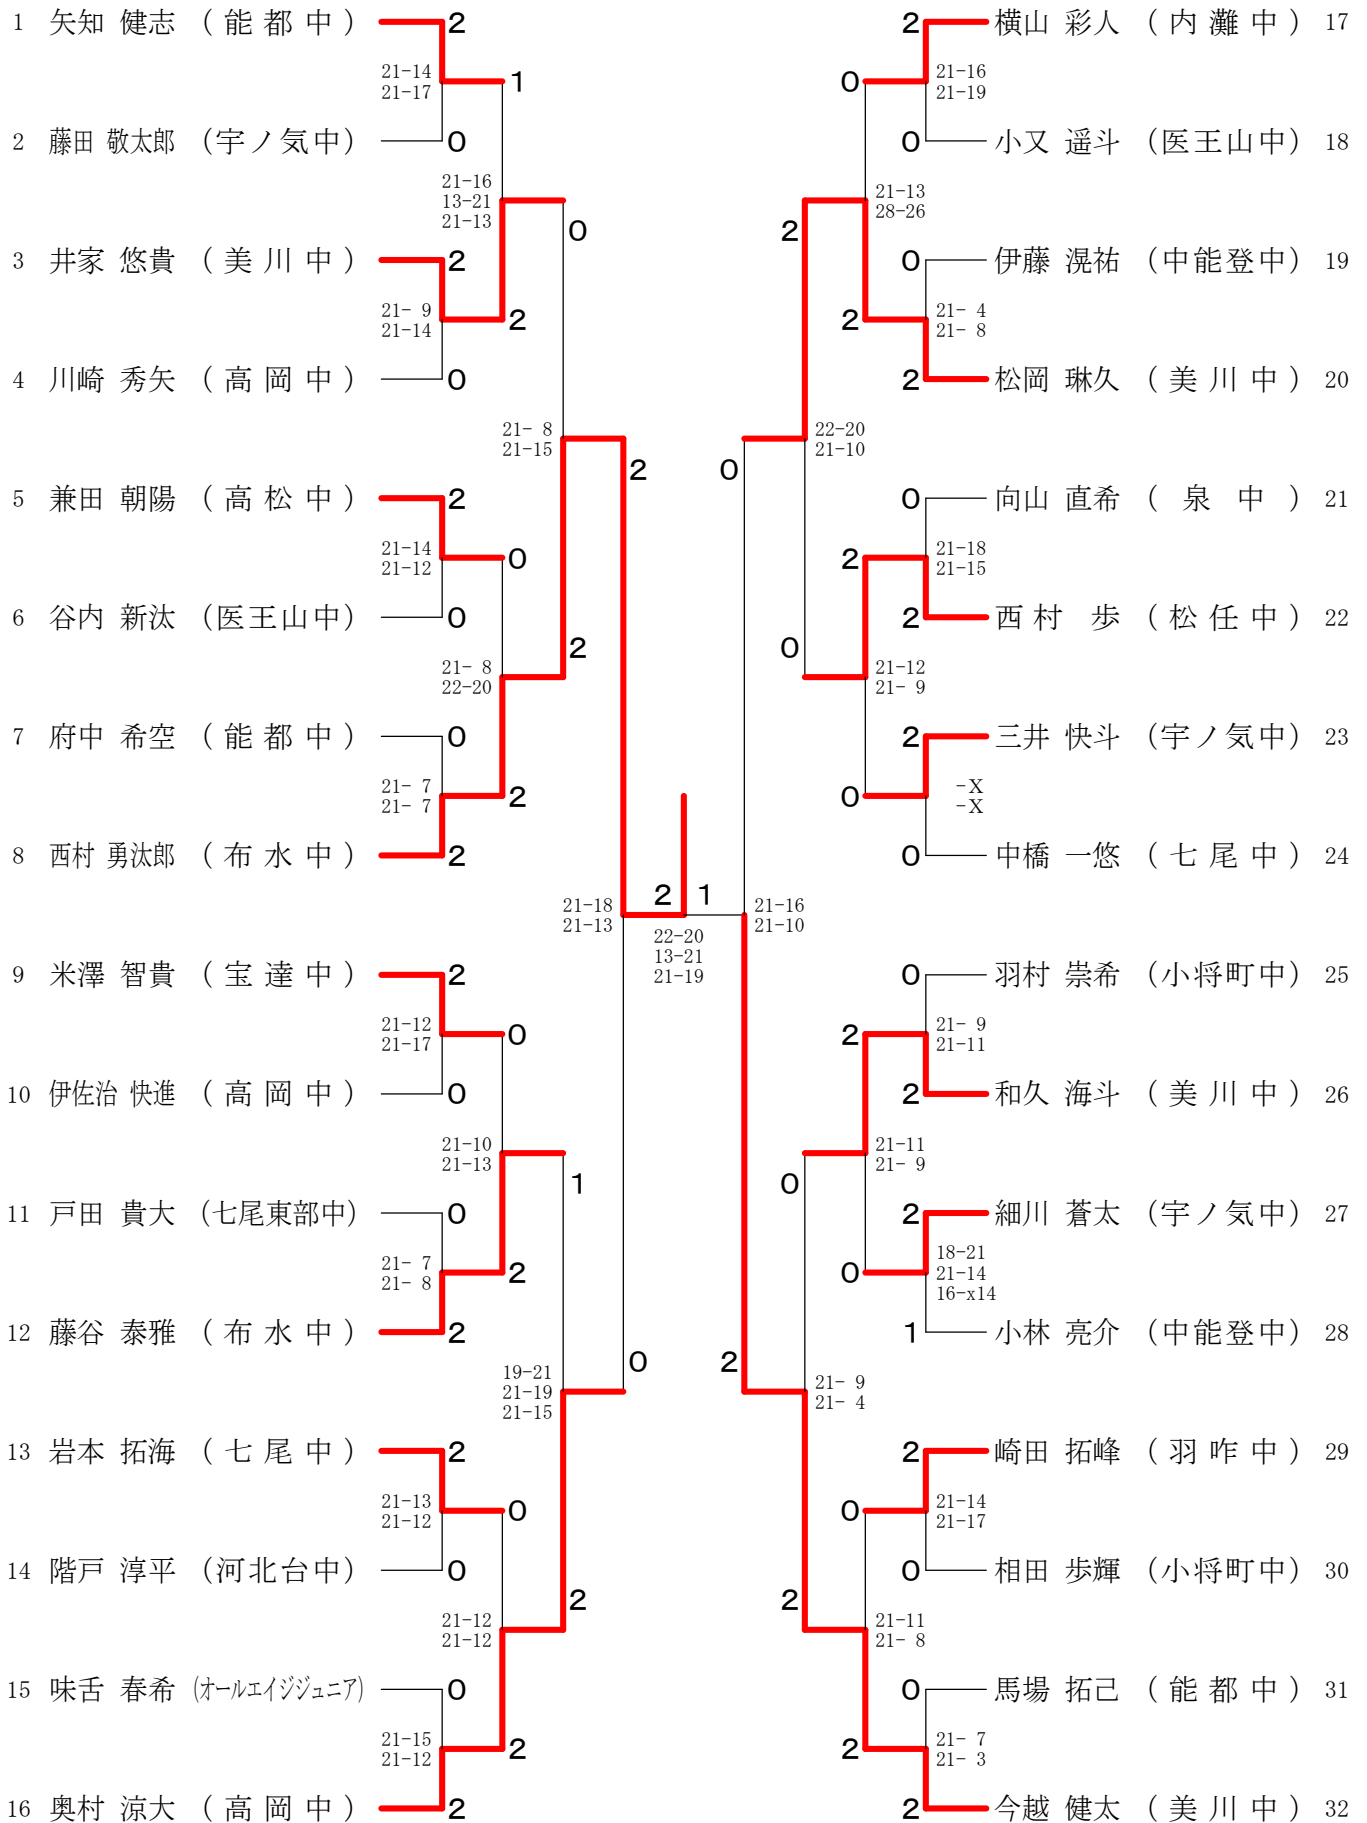 1 矢知 健志 （ 能 都 中 ） 2
21-14
21-17
1
2 藤田 敬太郎 （宇ノ気中） 0
21-16
13-21
21-13
0
3 井家 悠貴 （ 美 川 中 ） 2
21- 9
21-14
2
4 川崎 秀矢 （ 高 岡 中 ） 0
21- 8
21-15
2
5 兼田 朝陽 （ 高 松 中 ） 2
21-14
21-12
0
6 谷内 新汰 （医王山中） 0
2
21- 8
22-20
7 府中 希空 （ 能 都 中 ） 0
21- 7
21- 7
2
8 西村 勇汰郎 （ 布 水 中 ） 2
21-18
21-13
9 米澤 智貴 （ 宝 達 中 ） 2
21-12
21-17
0
10 伊佐治 快進 （ 高 岡 中 ） 0
21-10
21-13
1
11 戸田 貴大 （七尾東部中） 0
21- 7
21- 8
2
12 藤谷 泰雅 （ 布 水 中 ） 2
0
19-21
21-19
21-15
13 岩本 拓海 （ 七 尾 中 ） 2
21-13
21-12
0
14 階戸 淳平 （河北台中） 0
2
21-12
21-12
15 味舌 春希 （オールエイジジュニア） 0
21-15
21-12
2
16 奥村 涼大 （ 高 岡 中 ） 2
2 1
22-20
13-21
21-19
2 横山 彩人 （ 内 灘 中 ） 17
0
21-16
21-19
0 小又 遥斗 （医王山中） 18
21-13
28-26
2
0 伊藤 滉祐 （中能登中） 19
2
21- 4
21- 8
2 松岡 琳久 （ 美 川 中 ） 20
22-20
21-10
0
0 向山 直希 （ 泉 中 ） 21
2
21-18
21-15
2 西村 歩 （ 松 任 中 ） 22
0
21-12
21- 9
2 三井 快斗 （宇ノ気中） 23
0
-X
-X
0 中橋 一悠 （ 七 尾 中 ） 24
21-16
21-10
0 羽村 崇希 （小将町中） 25
2
21- 9
21-11
2 和久 海斗 （ 美 川 中 ） 26
21-11
21- 9
0
2 細川 蒼太 （宇ノ気中） 27
0
18-21
21-14
16-x14
1 小林 亮介 （中能登中） 28
2
21- 9
21- 4
2 崎田 拓峰 （ 羽 咋 中 ） 29
0
21-14
21-17
0 相田 歩輝 （小将町中） 30
2
21-11
21- 8
0 馬場 拓己 （ 能 都 中 ） 31
2
21- 7
21- 3
2 今越 健太 （ 美 川 中 ） 32